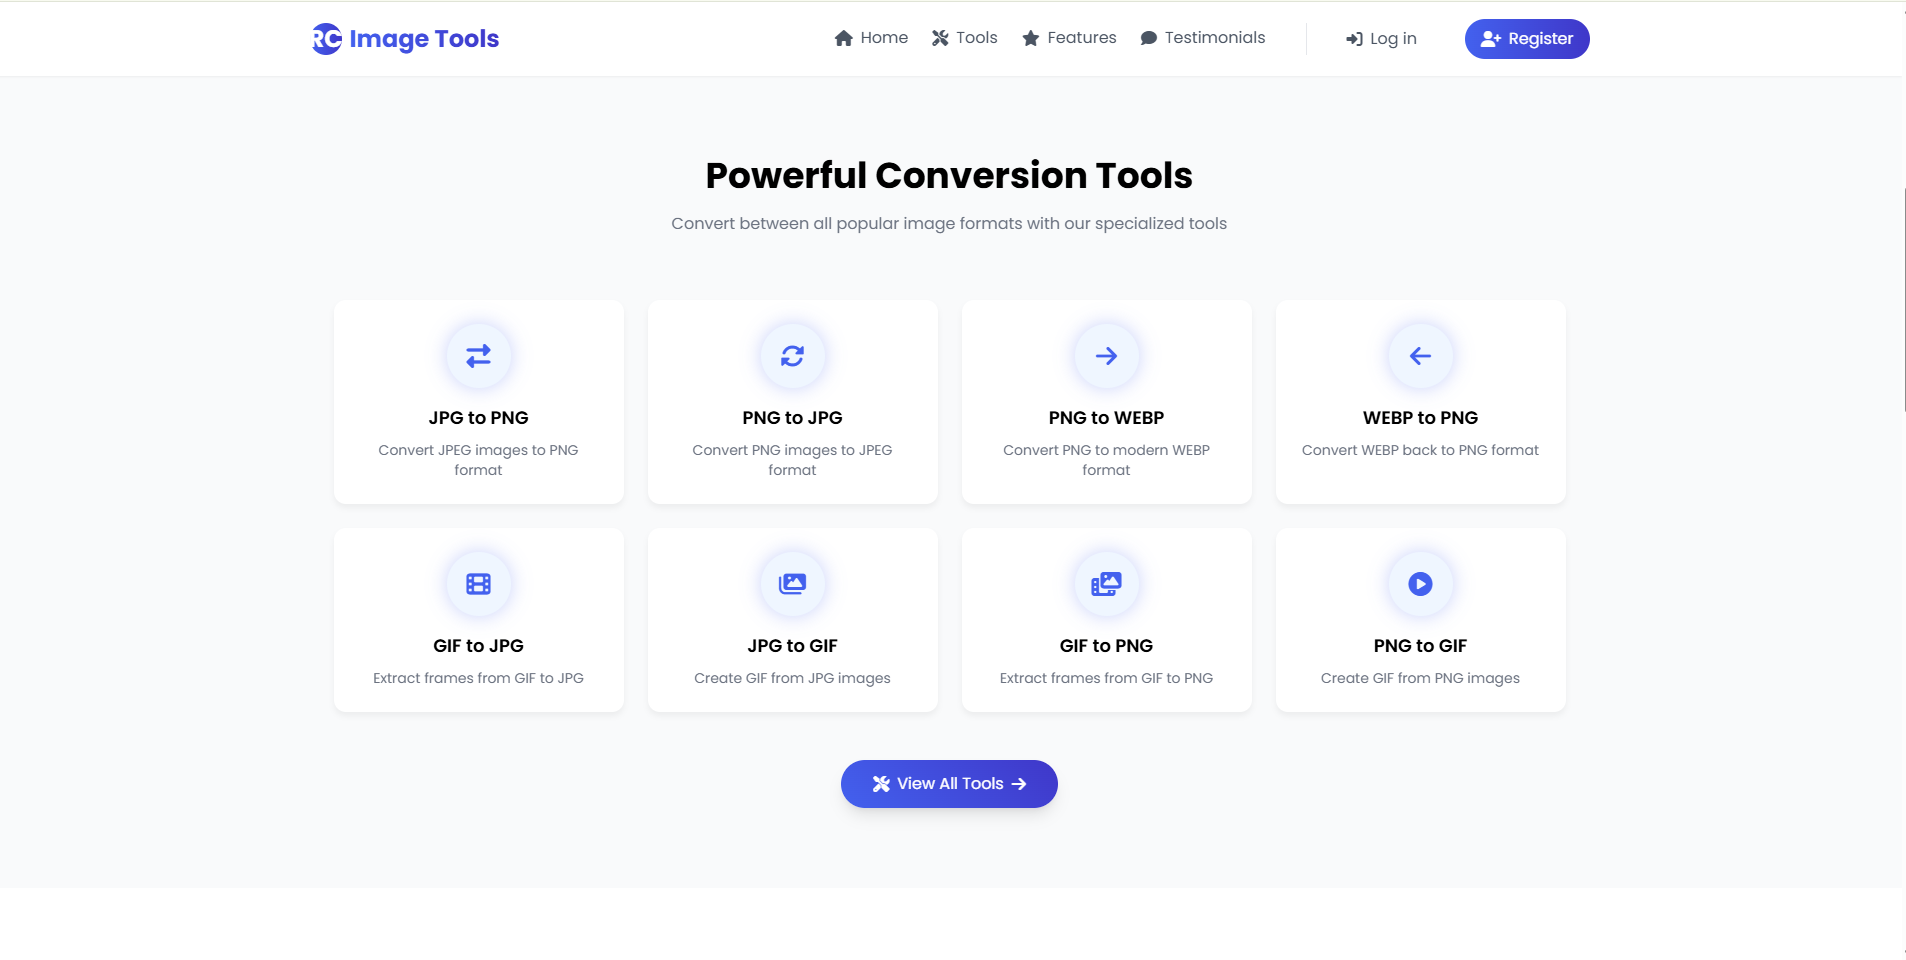 RC Image Tools
Home Tools Features Testimonials Log in Register
Powerful Conversion Tools
Convert between all popular image formats with our specialized tools
JPG to PNG
Convert JPEG images to PNG
format
PNG to JPG
Convert PNG images to JPEG
format
PNG to WEBP
Convert PNG to modern WEBP
format
WEBP to PNG
Convert WEBP back to PNG format
GIF to JPG
Extract frames from GIF to JPG
JPG to GIF
Create GIF from JPG images
GIF to PNG
Extract frames from GIF to PNG
PNG to GIF
Create GIF from PNG images
View All Tools